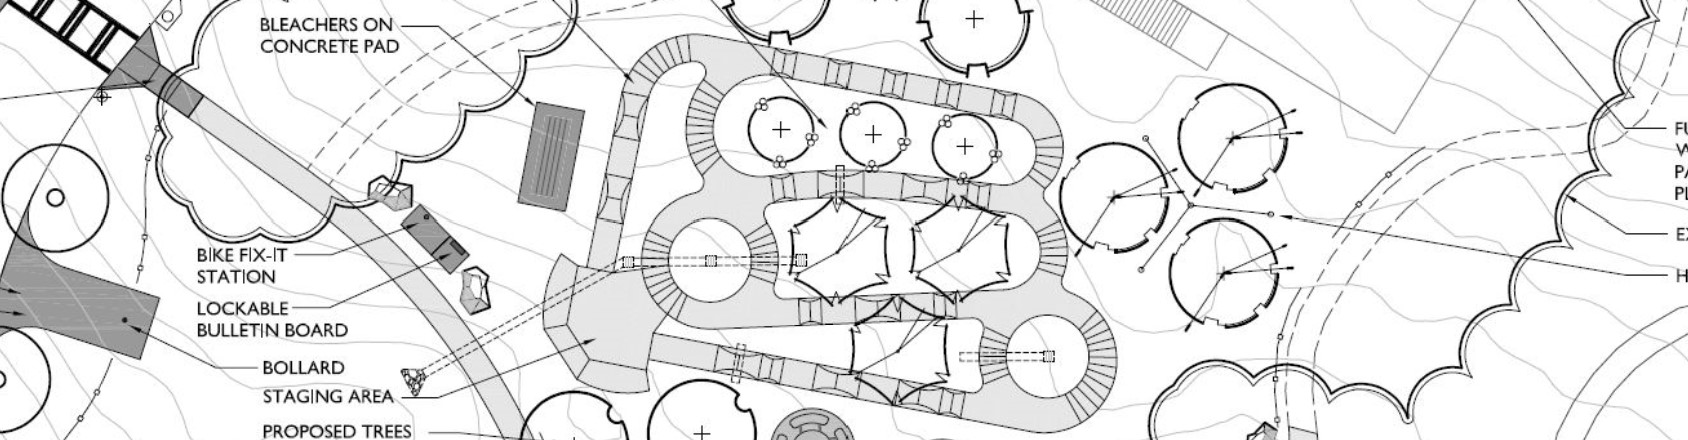 BLEACHERS ON
CONCRETE PAD
BIKE FIX-IT
STATION
LOCKABLE
BULLETIN BOARD
BOLLARD
STAGING AREA
PROPOSED TREES
FU
W
PA
PL
EX
H